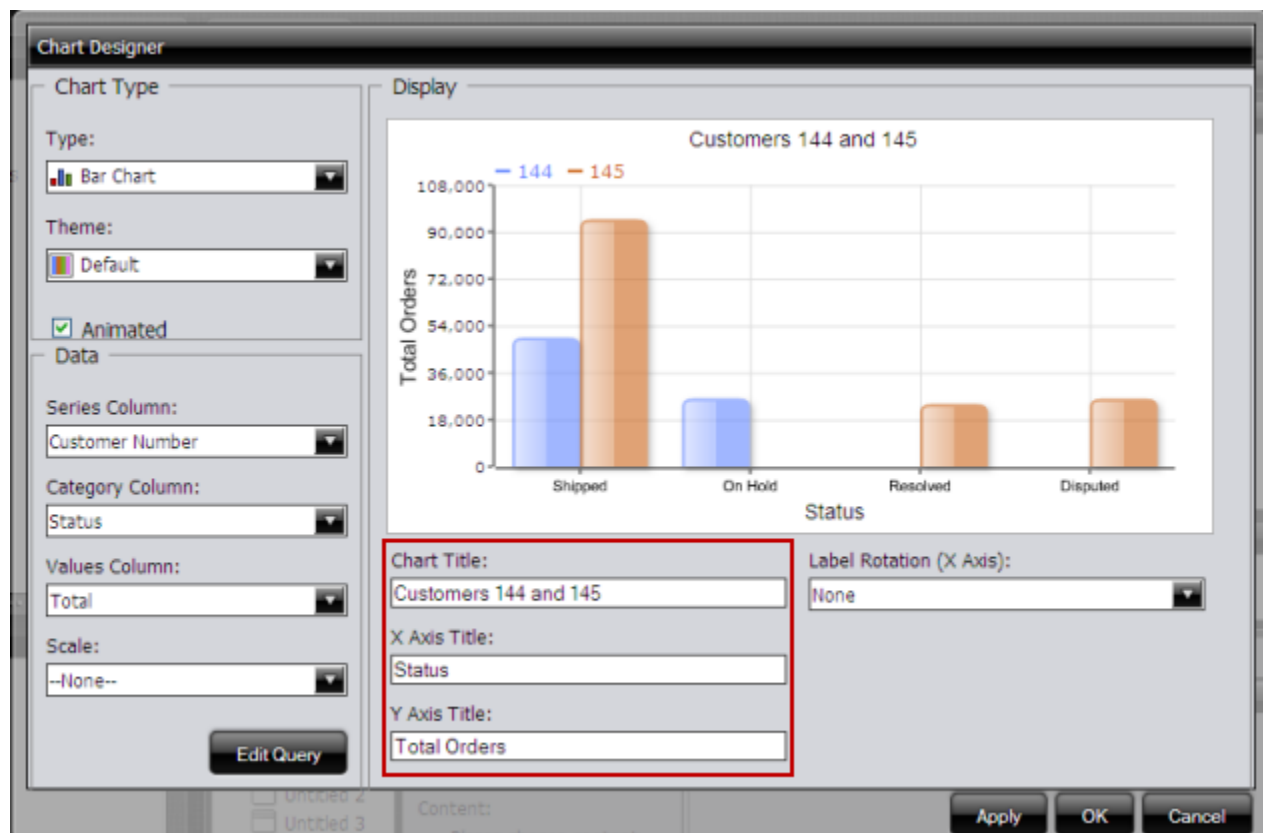 Chart Designer
Chart Type
Type:
Bar Chart
Theme:
Default
Animated
Data
Series Column:
Customer Number
Category Column:
Status
Values Column:
Total
Scale:
--None--
Edit Query
Display
Customers 144 and 145
144 145
108,000
90,000
72,000
54,000
36,000
18,000
0
Total Orders
Shipped On Hold Resolved Disputed
Status
Chart Title:
Customers 144 and 145
X Axis Title:
Status
Y Axis Title:
Total Orders
Label Rotation (X Axis):
None
Untitled 2
Untitled 3
Content:
Apply OK Cancel